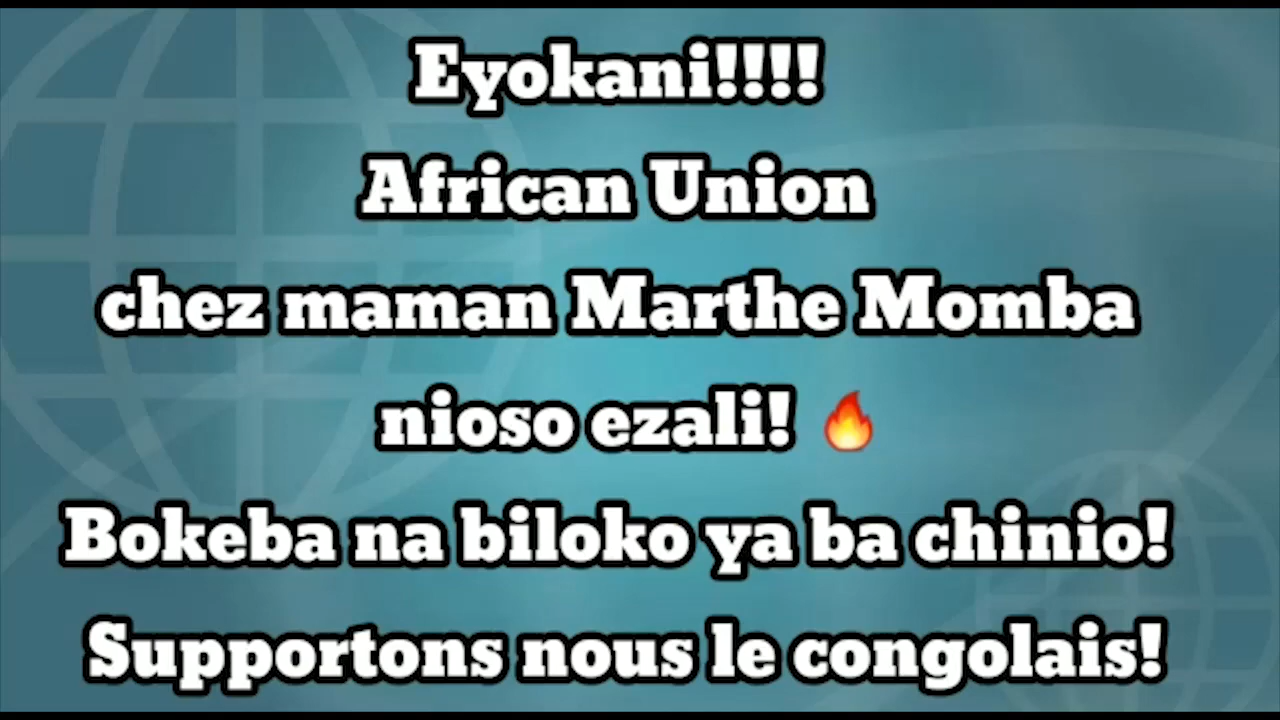 Eyokani!!!!
African Union
chez maman Marthe Momba
nioso ezali! 🔥
Bokeba na biloko ya ba chinio!
Supportons nous le congolais!